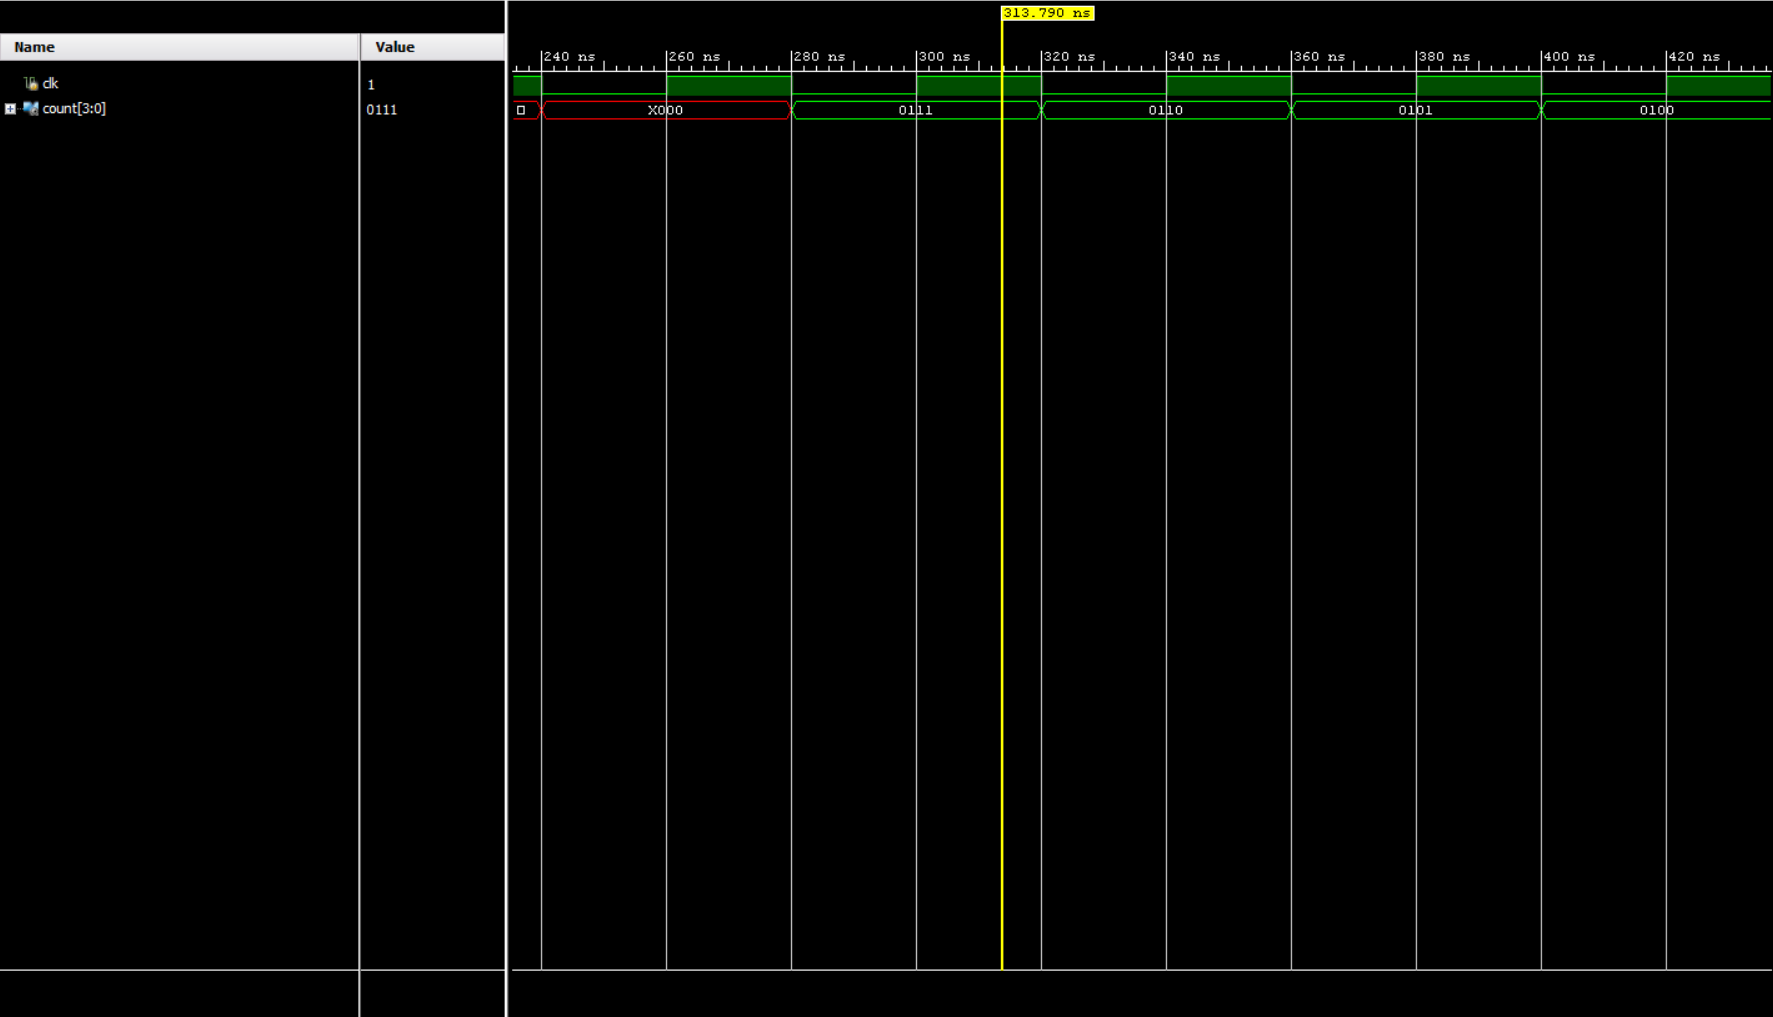 313.790 ns
Name Value
240 ns 260 ns 280 ns 300 ns 320 ns 340 ns 360 ns 380 ns 400 ns 420 ns
clk 1
count[3:0] 0111 X000 0111 0110 0101 0100